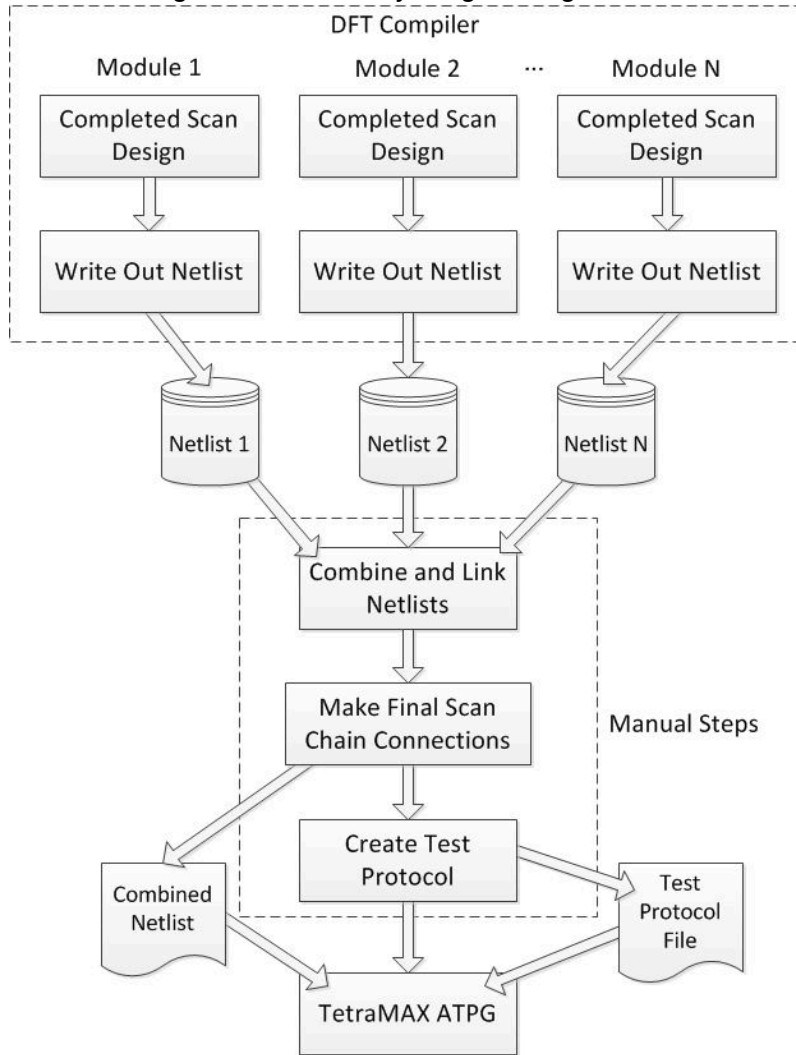 DFT Compiler
Module 1
Module 2
...
Module N
Completed Scan
Design
Completed Scan
Design
Completed Scan
Design
Write Out Netlist
Write Out Netlist
Write Out Netlist
Netlist 1
Netlist 2
Netlist N
Combine and Link
Netlists
Make Final Scan
Chain Connections
Manual Steps
Create Test
Protocol
Combined
Netlist
Test
Protocol
File
TetraMAX ATPG